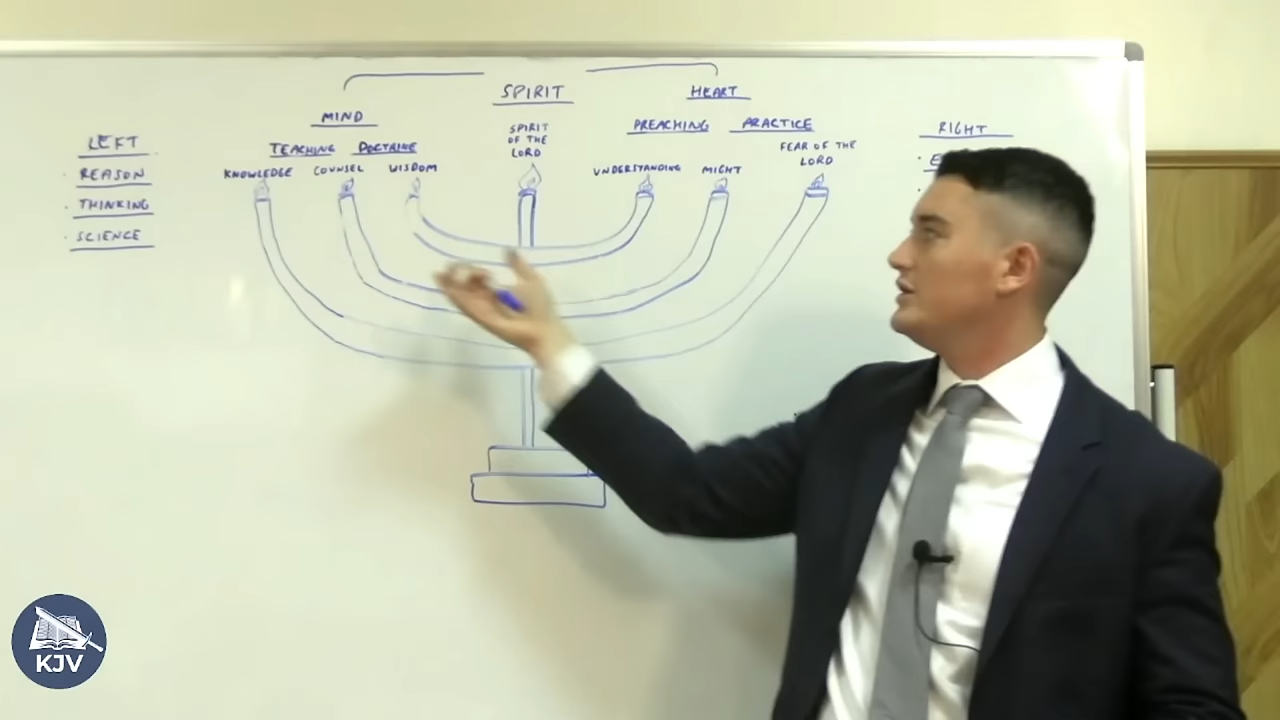 SPIRIT
HEART
MIND
PREACHING PRACTICE
RIGHT
LEFT
SPIRIT
OF THE
LORD
TEACHING DOCTRINE
FEAR OF THE
LORD
REASON
KNOWLEDGE COUNSEL WISDOM
UNDERSTANDING MIGHT
THINKING
SCIENCE
KJV